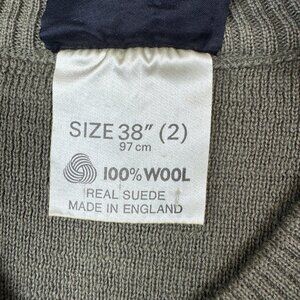 SIZE 38" (2)
97 cm
100% WOOL
REAL SUEDE
MADE IN ENGLAND